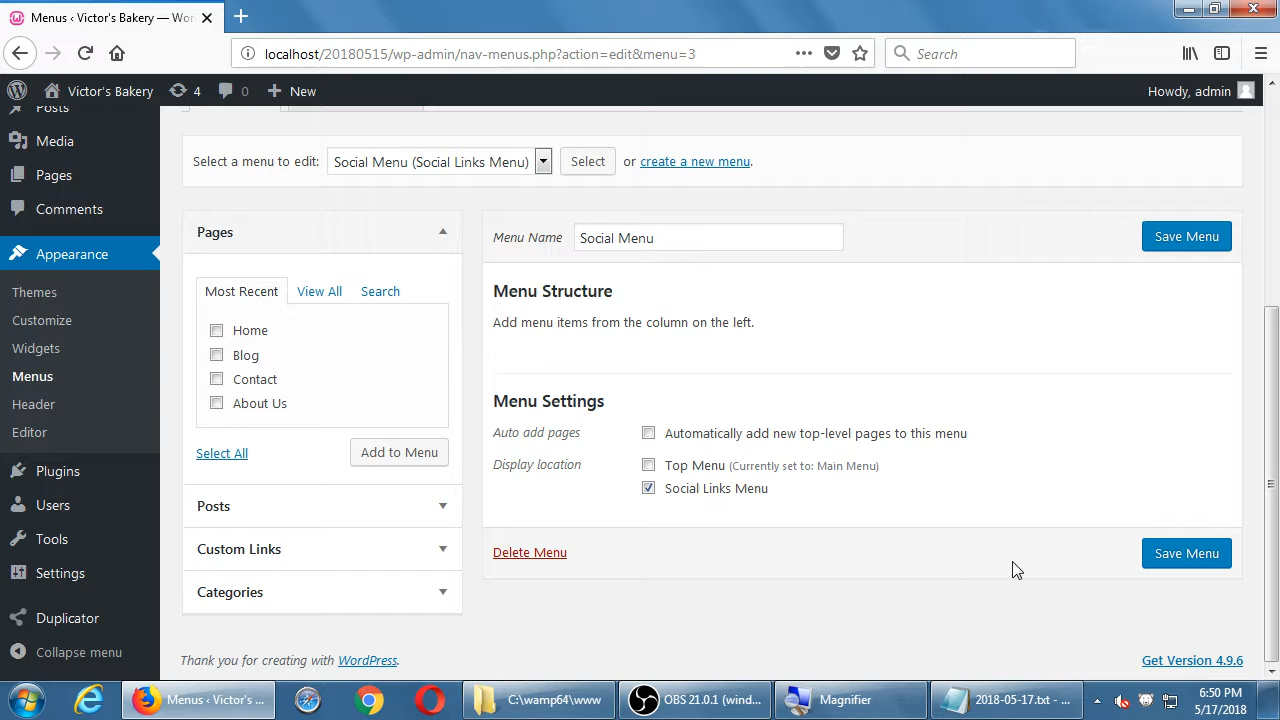 Menus ‹ Victor's Bakery — Wor
localhost/20180515/wp-admin/nav-menus.php?action=edit&menu=3
Search
Victor's Bakery
4
0
New
Howdy, admin
Posts
Media
Pages
Comments
Appearance
Themes
Customize
Widgets
Menus
Header
Editor
Plugins
Users
Tools
Settings
Duplicator
Collapse menu
Select a menu to edit: Social Menu (Social Links Menu) Select or create a new menu.
Pages
Most Recent View All Search
Home
Blog
Contact
About Us
Select All Add to Menu
Posts
Custom Links
Categories
Menu Name Social Menu Save Menu
Menu Structure
Add menu items from the column on the left.
Menu Settings
Auto add pages Automatically add new top-level pages to this menu
Display location Top Menu (Currently set to: Main Menu)
Social Links Menu
Delete Menu Save Menu
Thank you for creating with WordPress. Get Version 4.9.6
Menus ‹ Victor's ... C:\wamp64\www OBS 21.0.1 (wind... Magnifier 2018-05-17.txt - ...
6:50 PM
5/17/2018